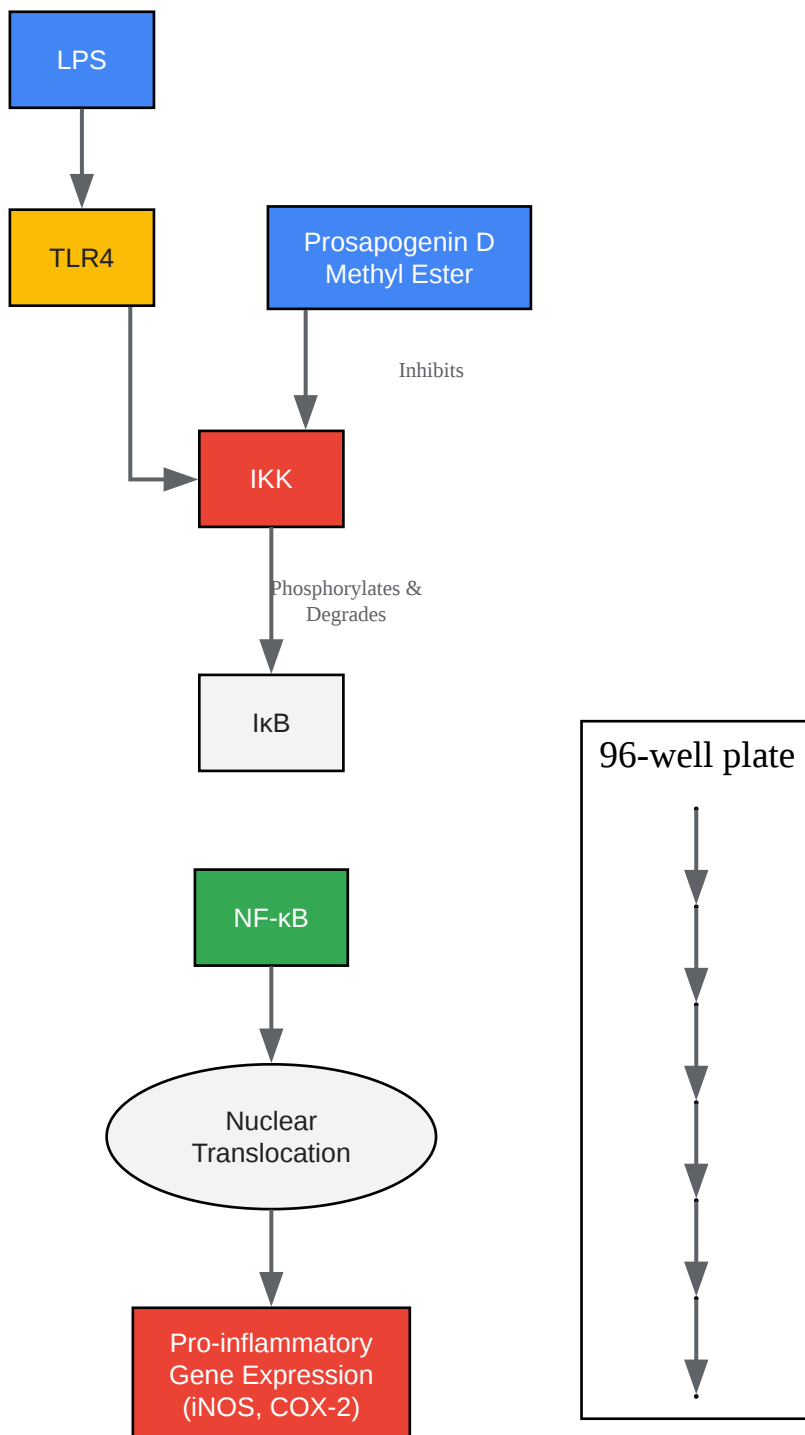 LPS
TLR4
Prosapogenin D
Methyl Ester
Inhibits
IKK
Phosphorylates &
Degrades
IκB
96-well plate
NF-κB
Nuclear
Translocation
Pro-inflammatory
Gene Expression
(iNOS, COX-2)